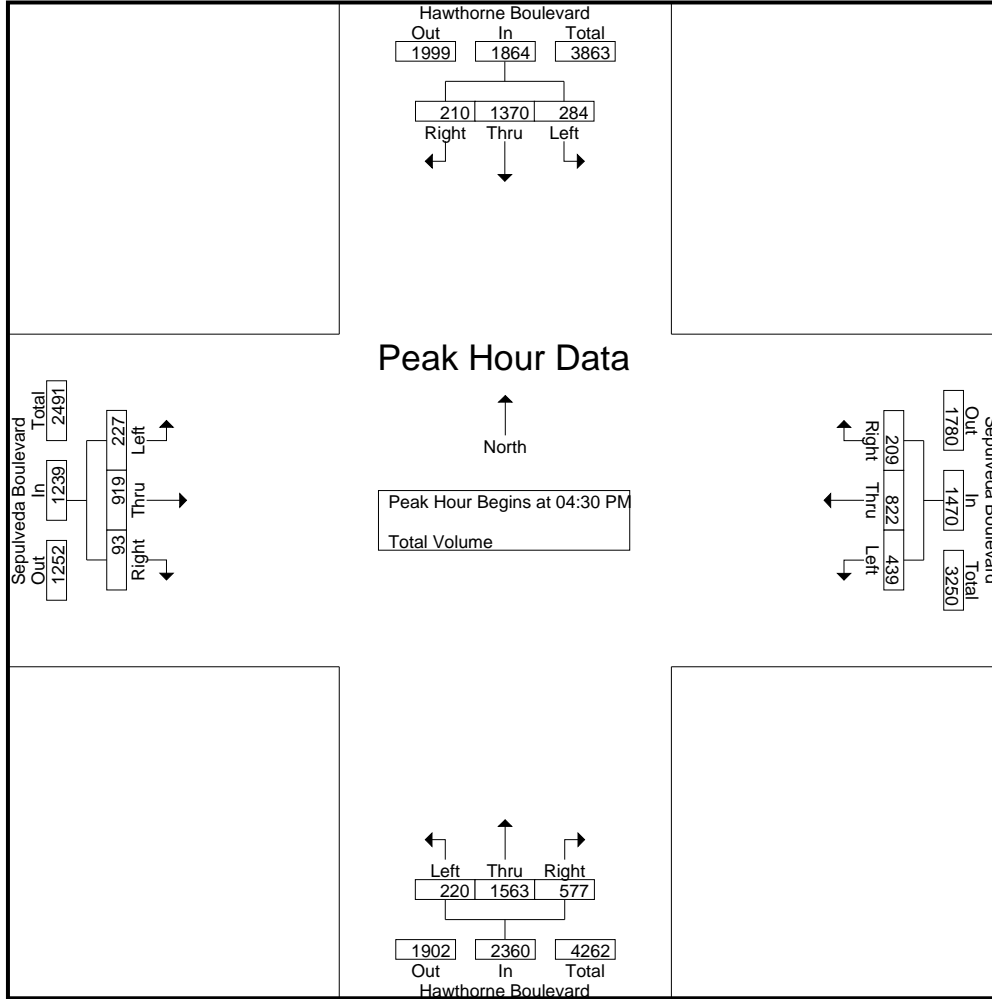 Hawthorne Boulevard
Out In Total
1999 1864 3863
210 1370 284
Right Thru Left
Peak Hour Data
North
Peak Hour Begins at 04:30 PM
Total Volume
Sepulveda Boulevard
Total In Out
2491 1239 1252
227 919 93
Left Thru Right
Right Thru Left
209 822 439
1780 1470 3250
Out In Total
Sepulveda Boulevard
Left Thru Right
220 1563 577
1902 2360 4262
Out In Total
Hawthorne Boulevard